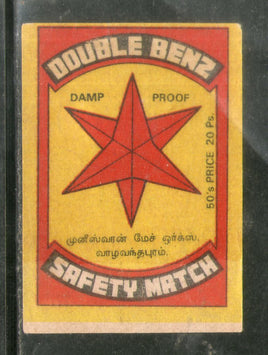 DOUBLE BENZ
DAMP PROOF
50's PRICE 20 Ps.
முனீஸ்வரன் மேச் ஒர்க்ஸ்,
வாழவந்தபுரம்.
SAFETY MATCH